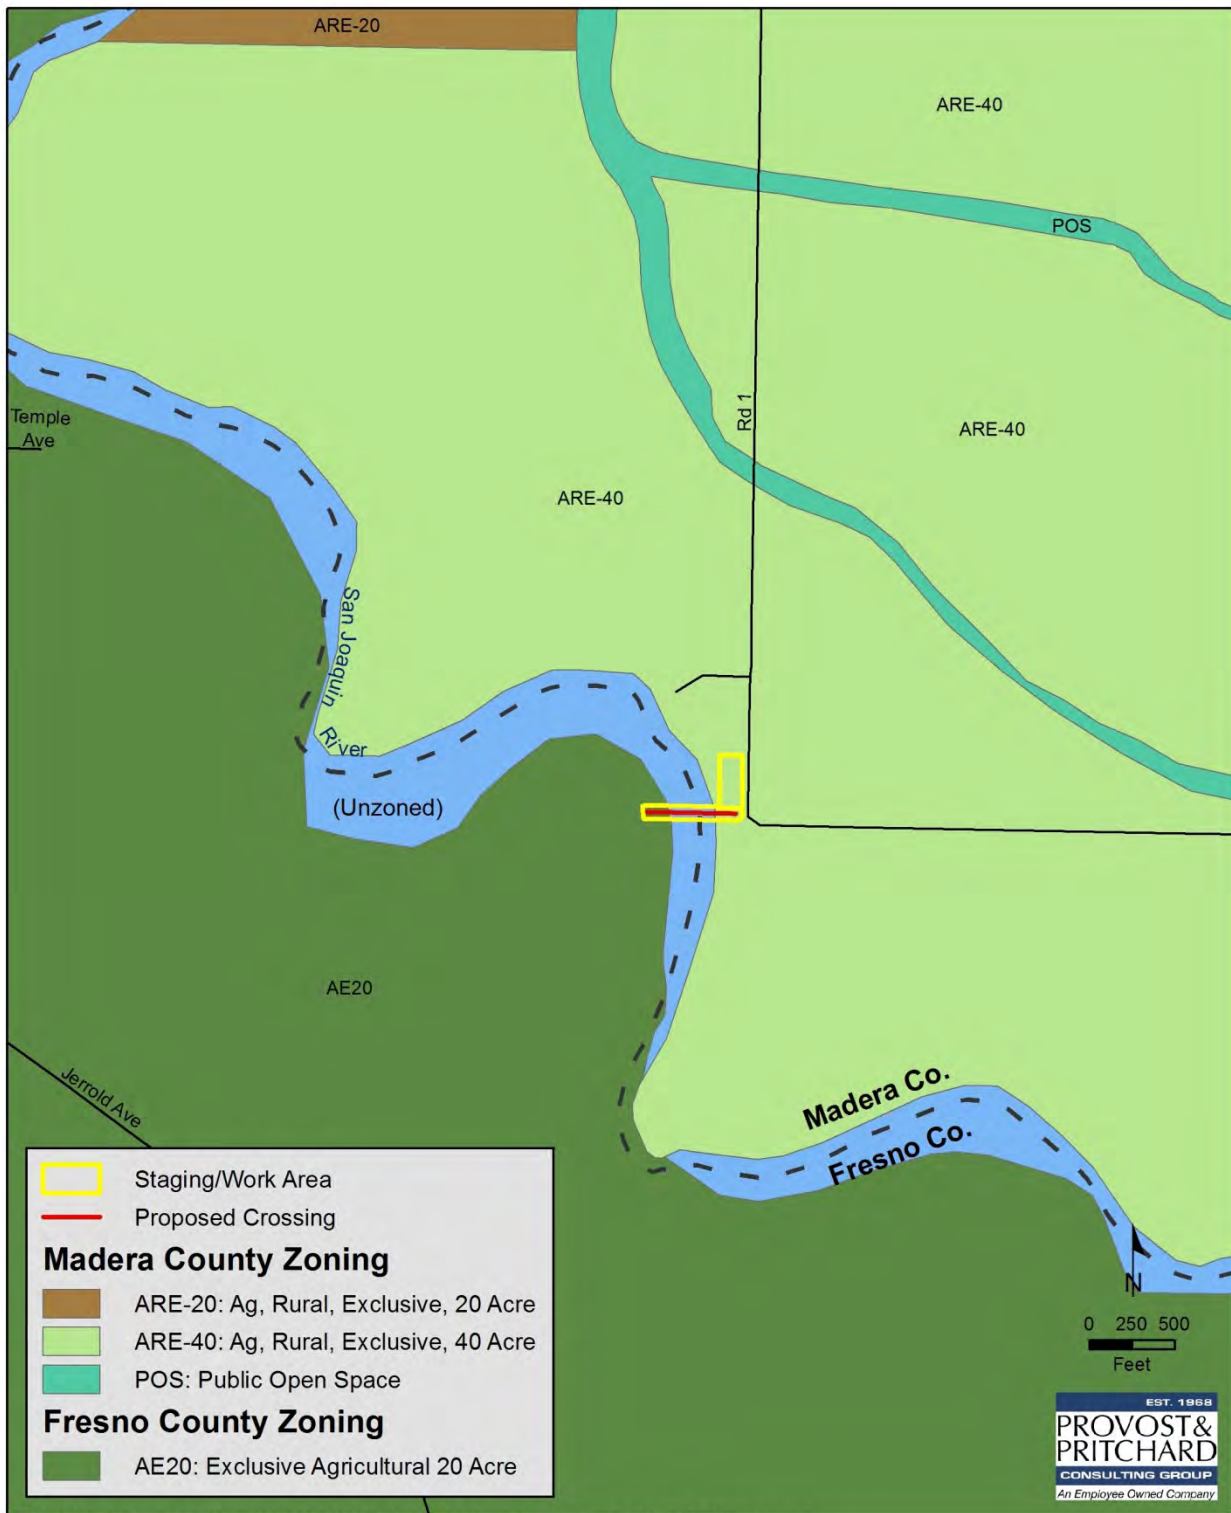 ARE-20
ARE-40
POS
Rd 1
Temple
Ave
ARE-40
ARE-40
San Joaquin
River
(Unzoned)
AE20
Jerrold Ave
Madera Co.
Fresno Co.
Staging/Work Area
Proposed Crossing
Madera County Zoning
ARE-20: Ag, Rural, Exclusive, 20 Acre
ARE-40: Ag, Rural, Exclusive, 40 Acre
POS: Public Open Space
Fresno County Zoning
AE20: Exclusive Agricultural 20 Acre
N
0 250 500
Feet
EST. 1968
PROVOST&
PRITCHARD
CONSULTING GROUP
An Employee Owned Company